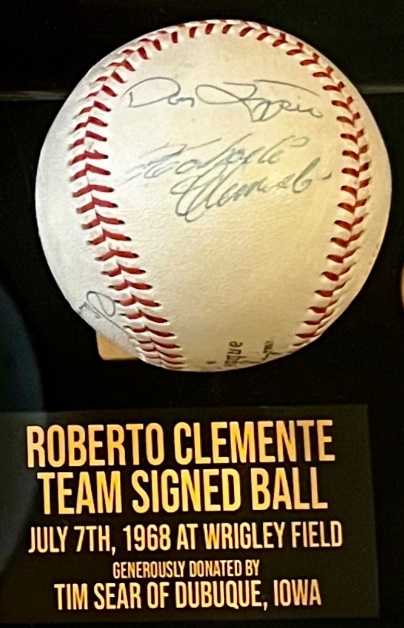 Roberto
Clemente
ROBERTO CLEMENTE
TEAM SIGNED BALL
JULY 7TH, 1968 AT WRIGLEY FIELD
GENEROUSLY DONATED BY
TIM SEAR OF DUBUQUE, IOWA